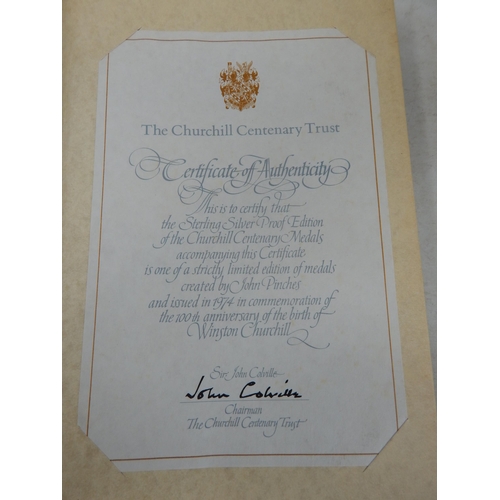 The Churchill Centenary Trust
Certificate of Authenticity
This is to certify that
the Sterling Silver Proof Edition
of the Churchill Centenary Medals
accompanying this Certificate
is one of a strictly limited edition of medals
created by John Pinches
and issued in 1974 in commemoration of
the 100th anniversary of the birth of
Winston Churchill
Sir John Colville
John Colville
Chairman
The Churchill Centenary Trust